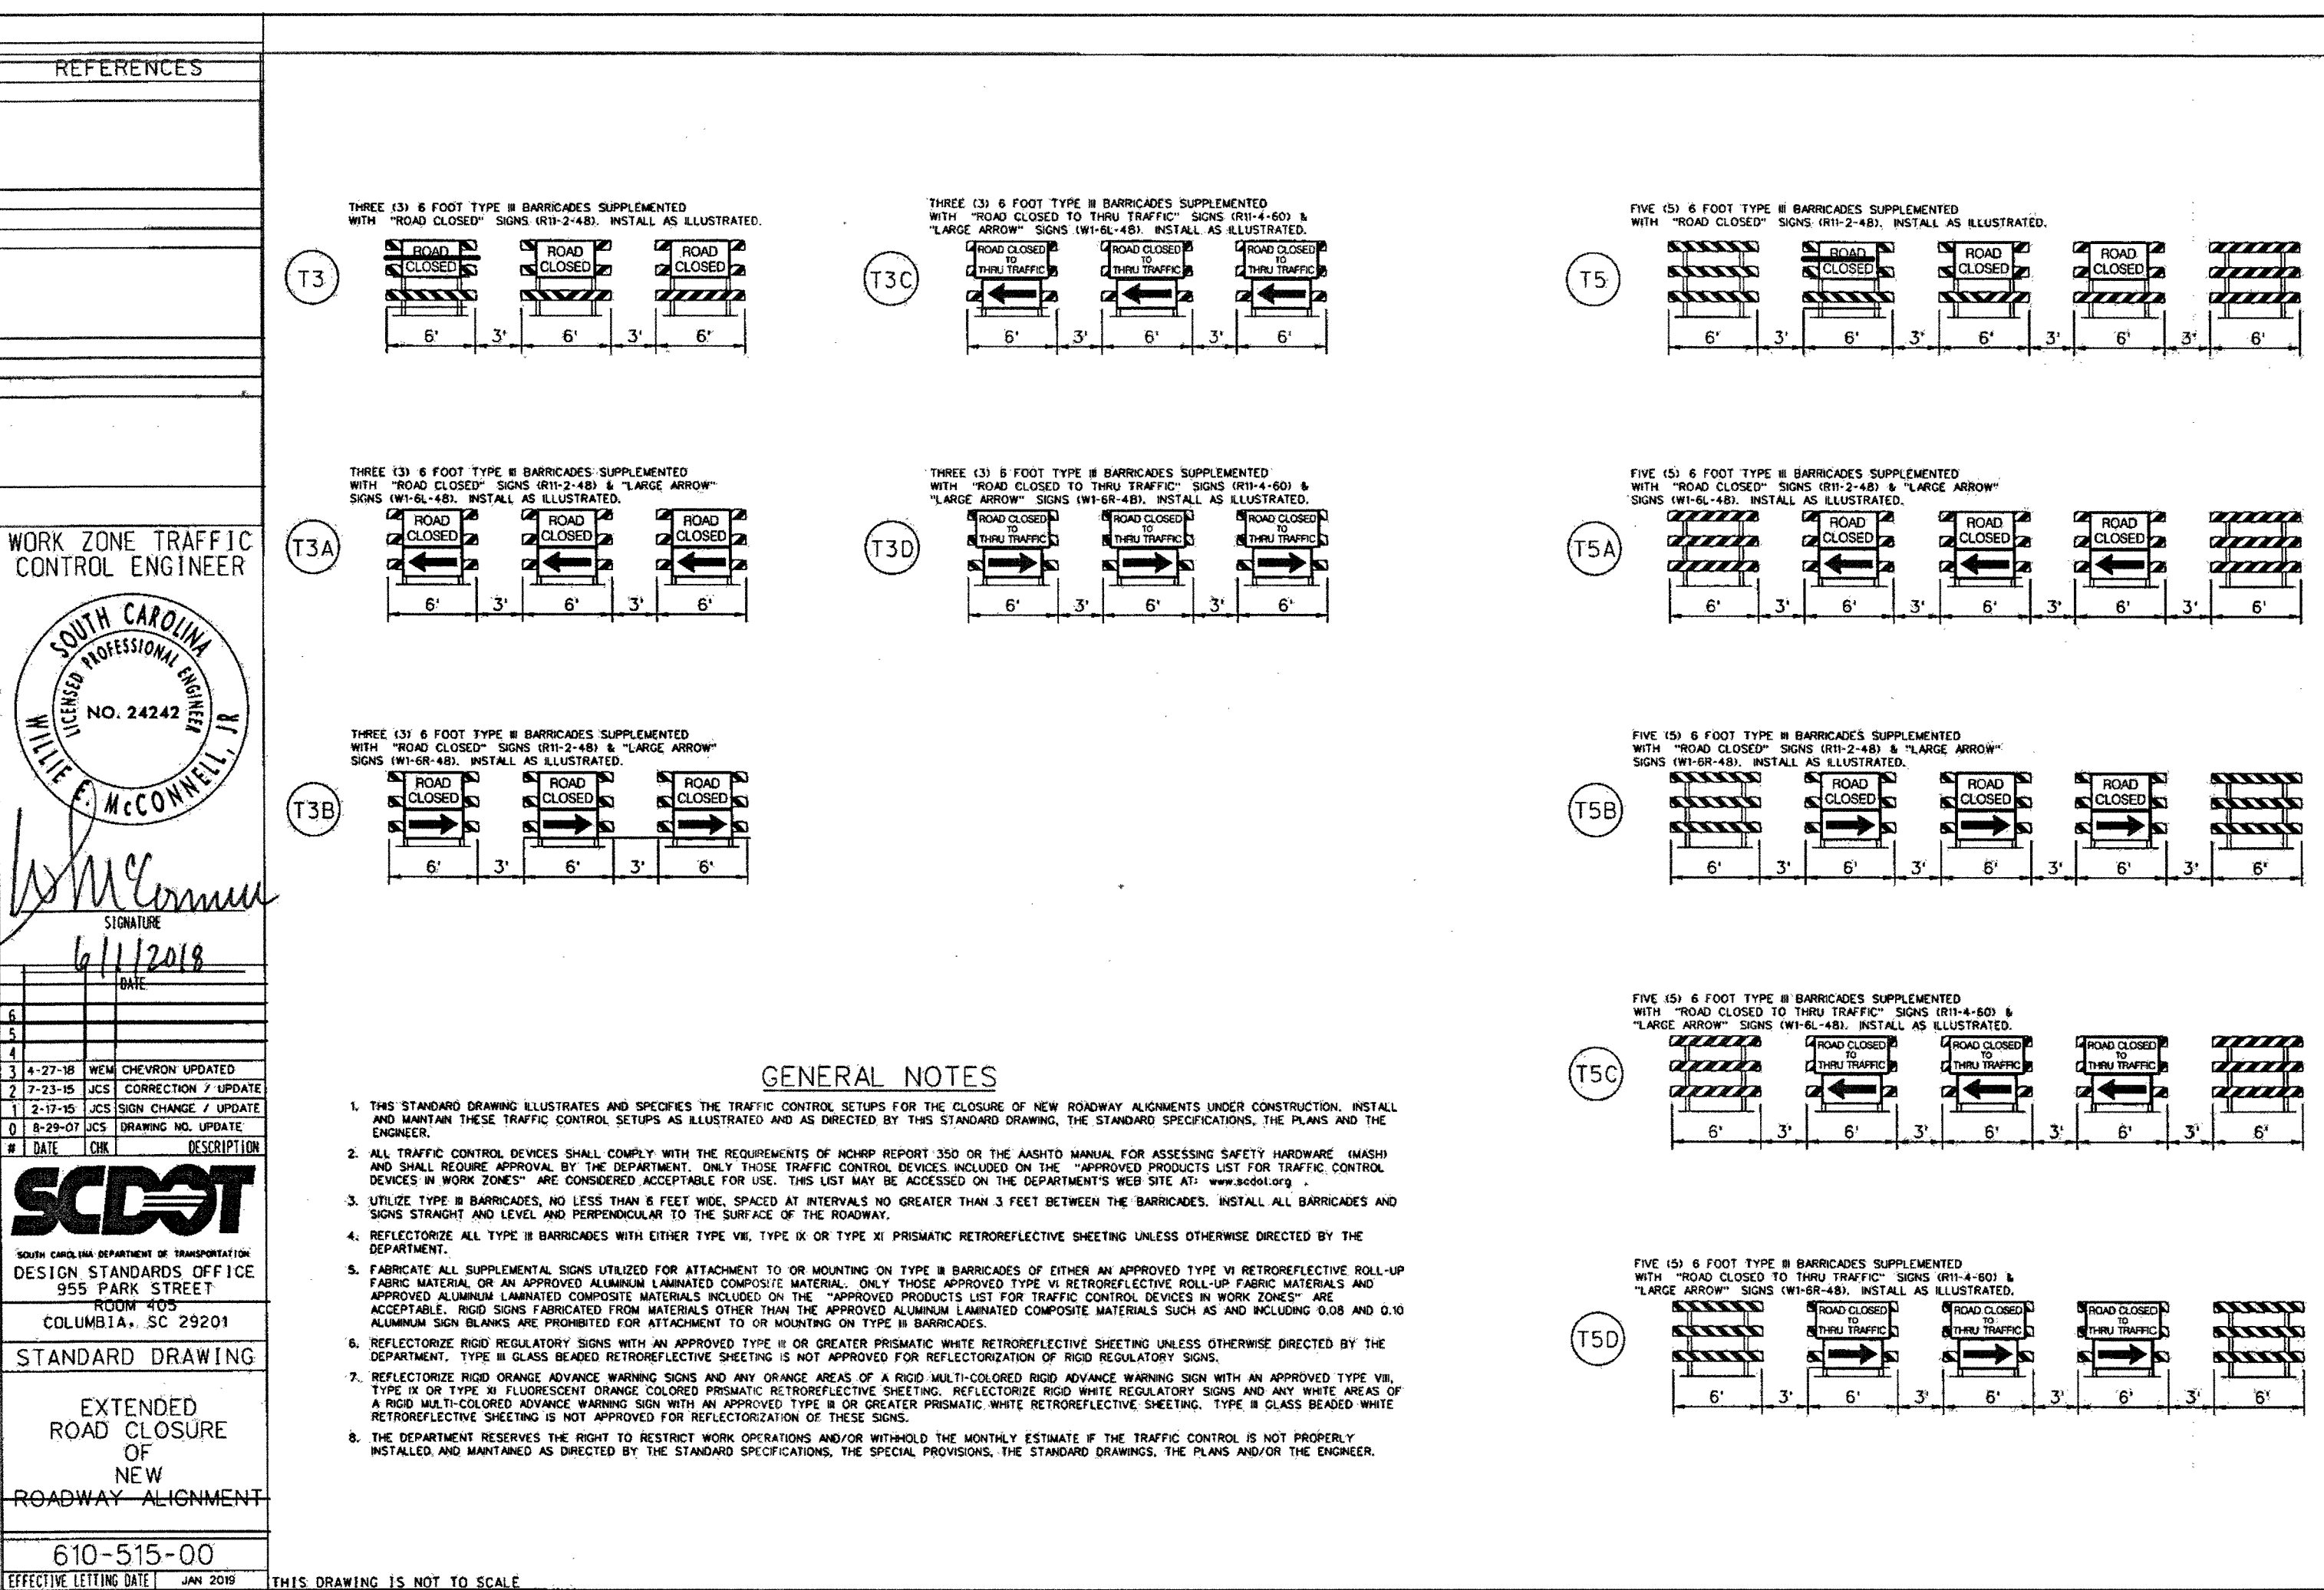 REFERENCES
WORK ZONE TRAFFIC
CONTROL ENGINEER
SOUTH CAROLINA
LICENSED PROFESSIONAL ENGINEER
NO. 24242
WILLIE E. McCONNELL, JR
SIGNATURE
6/1/2018
DATE
6
5
4
3 4-27-18 WEM CHEVRON UPDATED
2 7-23-15 JCS CORRECTION / UPDATE
1 2-17-15 JCS SIGN CHANGE / UPDATE
0 8-29-07 JCS DRAWING NO. UPDATE
# DATE CHK DESCRIPTION
SCDOT
SOUTH CAROLINA DEPARTMENT OF TRANSPORTATION
DESIGN STANDARDS OFFICE
955 PARK STREET
ROOM 405
COLUMBIA, SC 29201
STANDARD DRAWING
EXTENDED
ROAD CLOSURE
OF
NEW
ROADWAY ALIGNMENT
610-515-00
EFFECTIVE LETTING DATE JAN 2019
THIS DRAWING IS NOT TO SCALE
THREE (3) 6 FOOT TYPE III BARRICADES SUPPLEMENTED
WITH "ROAD CLOSED" SIGNS (R11-2-48). INSTALL AS ILLUSTRATED.
T3
ROAD ROAD ROAD
CLOSED CLOSED CLOSED
6' 3' 6' 3' 6'
THREE (3) 6 FOOT TYPE III BARRICADES SUPPLEMENTED
WITH "ROAD CLOSED" SIGNS (R11-2-48) & "LARGE ARROW"
SIGNS (W1-6L-48). INSTALL AS ILLUSTRATED.
T3A
ROAD ROAD ROAD
CLOSED CLOSED CLOSED
6' 3' 6' 3' 6'
THREE (3) 6 FOOT TYPE III BARRICADES SUPPLEMENTED
WITH "ROAD CLOSED" SIGNS (R11-2-48) & "LARGE ARROW"
SIGNS (W1-6R-48). INSTALL AS ILLUSTRATED.
T3B
ROAD ROAD ROAD
CLOSED CLOSED CLOSED
6' 3' 6' 3' 6'
THREE (3) 6 FOOT TYPE III BARRICADES SUPPLEMENTED
WITH "ROAD CLOSED TO THRU TRAFFIC" SIGNS (R11-4-60) &
"LARGE ARROW" SIGNS (W1-6L-48). INSTALL AS ILLUSTRATED.
T3C
ROAD CLOSED ROAD CLOSED ROAD CLOSED
TO TO TO
THRU TRAFFIC THRU TRAFFIC THRU TRAFFIC
6' 3' 6' 3' 6'
THREE (3) 6 FOOT TYPE III BARRICADES SUPPLEMENTED
WITH "ROAD CLOSED TO THRU TRAFFIC" SIGNS (R11-4-60) &
"LARGE ARROW" SIGNS (W1-6R-48). INSTALL AS ILLUSTRATED.
T3D
ROAD CLOSED ROAD CLOSED ROAD CLOSED
TO TO TO
THRU TRAFFIC THRU TRAFFIC THRU TRAFFIC
6' 3' 6' 3' 6'
FIVE (5) 6 FOOT TYPE III BARRICADES SUPPLEMENTED
WITH "ROAD CLOSED" SIGNS (R11-2-48). INSTALL AS ILLUSTRATED.
T5
ROAD ROAD ROAD
CLOSED CLOSED CLOSED
6' 3' 6' 3' 6' 3' 6' 3' 6'
FIVE (5) 6 FOOT TYPE III BARRICADES SUPPLEMENTED
WITH "ROAD CLOSED" SIGNS (R11-2-48) & "LARGE ARROW"
SIGNS (W1-6L-48). INSTALL AS ILLUSTRATED.
T5A
ROAD ROAD ROAD
CLOSED CLOSED CLOSED
6' 3' 6' 3' 6' 3' 6' 3' 6'
FIVE (5) 6 FOOT TYPE III BARRICADES SUPPLEMENTED
WITH "ROAD CLOSED" SIGNS (R11-2-48) & "LARGE ARROW"
SIGNS (W1-6R-48). INSTALL AS ILLUSTRATED.
T5B
ROAD ROAD ROAD
CLOSED CLOSED CLOSED
6' 3' 6' 3' 6' 3' 6' 3' 6'
FIVE (5) 6 FOOT TYPE III BARRICADES SUPPLEMENTED
WITH "ROAD CLOSED TO THRU TRAFFIC" SIGNS (R11-4-60) &
"LARGE ARROW" SIGNS (W1-6L-48). INSTALL AS ILLUSTRATED.
T5C
ROAD CLOSED ROAD CLOSED ROAD CLOSED
TO TO TO
THRU TRAFFIC THRU TRAFFIC THRU TRAFFIC
6' 3' 6' 3' 6' 3' 6' 3' 6'
FIVE (5) 6 FOOT TYPE III BARRICADES SUPPLEMENTED
WITH "ROAD CLOSED TO THRU TRAFFIC" SIGNS (R11-4-60) &
"LARGE ARROW" SIGNS (W1-6R-48). INSTALL AS ILLUSTRATED.
T5D
ROAD CLOSED ROAD CLOSED ROAD CLOSED
TO TO TO
THRU TRAFFIC THRU TRAFFIC THRU TRAFFIC
6' 3' 6' 3' 6' 3' 6' 3' 6'
GENERAL NOTES
1. THIS STANDARD DRAWING ILLUSTRATES AND SPECIFIES THE TRAFFIC CONTROL SETUPS FOR THE CLOSURE OF NEW ROADWAY ALIGNMENTS UNDER CONSTRUCTION. INSTALL
AND MAINTAIN THESE TRAFFIC CONTROL SETUPS AS ILLUSTRATED AND AS DIRECTED BY THIS STANDARD DRAWING, THE STANDARD SPECIFICATIONS, THE PLANS AND THE
ENGINEER.
2. ALL TRAFFIC CONTROL DEVICES SHALL COMPLY WITH THE REQUIREMENTS OF NCHRP REPORT 350 OR THE AASHTO MANUAL FOR ASSESSING SAFETY HARDWARE (MASH)
AND SHALL REQUIRE APPROVAL BY THE DEPARTMENT. ONLY THOSE TRAFFIC CONTROL DEVICES INCLUDED ON THE "APPROVED PRODUCTS LIST FOR TRAFFIC CONTROL
DEVICES IN WORK ZONES" ARE CONSIDERED ACCEPTABLE FOR USE. THIS LIST MAY BE ACCESSED ON THE DEPARTMENT'S WEB SITE AT: www.scdot.org .
3. UTILIZE TYPE III BARRICADES, NO LESS THAN 6 FEET WIDE, SPACED AT INTERVALS NO GREATER THAN 3 FEET BETWEEN THE BARRICADES. INSTALL ALL BARRICADES AND
SIGNS STRAIGHT AND LEVEL AND PERPENDICULAR TO THE SURFACE OF THE ROADWAY.
4. REFLECTORIZE ALL TYPE III BARRICADES WITH EITHER TYPE VIII, TYPE IX OR TYPE XI PRISMATIC RETROREFLECTIVE SHEETING UNLESS OTHERWISE DIRECTED BY THE
DEPARTMENT.
5. FABRICATE ALL SUPPLEMENTAL SIGNS UTILIZED FOR ATTACHMENT TO OR MOUNTING ON TYPE III BARRICADES OF EITHER AN APPROVED TYPE VI RETROREFLECTIVE ROLL-UP
FABRIC MATERIAL OR AN APPROVED ALUMINUM LAMINATED COMPOSITE MATERIAL. ONLY THOSE APPROVED TYPE VI RETROREFLECTIVE ROLL-UP FABRIC MATERIALS AND
APPROVED ALUMINUM LAMINATED COMPOSITE MATERIALS INCLUDED ON THE "APPROVED PRODUCTS LIST FOR TRAFFIC CONTROL DEVICES IN WORK ZONES" ARE
ACCEPTABLE. RIGID SIGNS FABRICATED FROM MATERIALS OTHER THAN THE APPROVED ALUMINUM LAMINATED COMPOSITE MATERIALS SUCH AS AND INCLUDING 0.08 AND 0.10
ALUMINUM SIGN BLANKS ARE PROHIBITED FOR ATTACHMENT TO OR MOUNTING ON TYPE III BARRICADES.
6. REFLECTORIZE RIGID REGULATORY SIGNS WITH AN APPROVED TYPE III OR GREATER PRISMATIC WHITE RETROREFLECTIVE SHEETING UNLESS OTHERWISE DIRECTED BY THE
DEPARTMENT. TYPE III GLASS BEADED RETROREFLECTIVE SHEETING IS NOT APPROVED FOR REFLECTORIZATION OF RIGID REGULATORY SIGNS.
7. REFLECTORIZE RIGID ORANGE ADVANCE WARNING SIGNS AND ANY ORANGE AREAS OF A RIGID MULTI-COLORED RIGID ADVANCE WARNING SIGN WITH AN APPROVED TYPE VIII,
TYPE IX OR TYPE XI FLUORESCENT ORANGE COLORED PRISMATIC RETROREFLECTIVE SHEETING. REFLECTORIZE RIGID WHITE REGULATORY SIGNS AND ANY WHITE AREAS OF
A RIGID MULTI-COLORED ADVANCE WARNING SIGN WITH AN APPROVED TYPE III OR GREATER PRISMATIC WHITE RETROREFLECTIVE SHEETING. TYPE III GLASS BEADED WHITE
RETROREFLECTIVE SHEETING IS NOT APPROVED FOR REFLECTORIZATION OF THESE SIGNS.
8. THE DEPARTMENT RESERVES THE RIGHT TO RESTRICT WORK OPERATIONS AND/OR WITHHOLD THE MONTHLY ESTIMATE IF THE TRAFFIC CONTROL IS NOT PROPERLY
INSTALLED AND MAINTAINED AS DIRECTED BY THE STANDARD SPECIFICATIONS, THE SPECIAL PROVISIONS, THE STANDARD DRAWINGS, THE PLANS AND/OR THE ENGINEER.